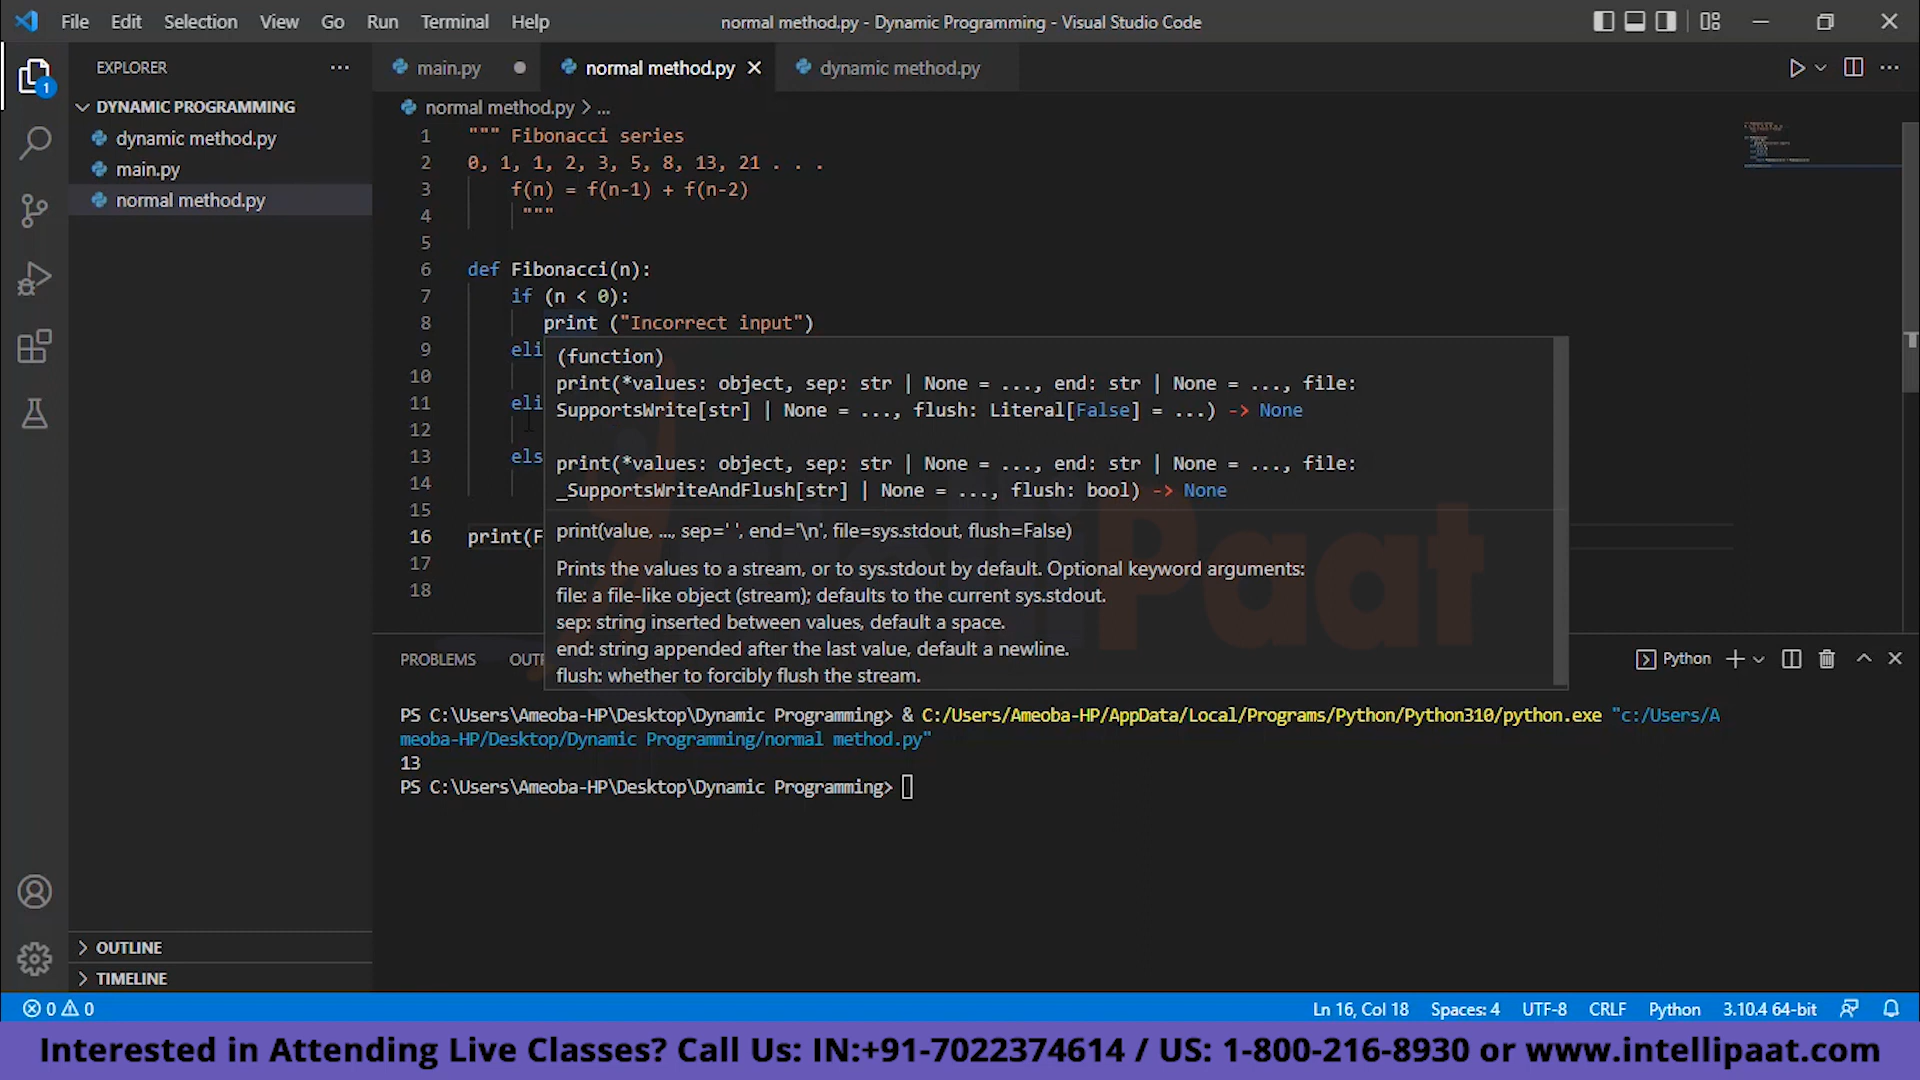 File Edit Selection View Go Run Terminal Help normal method.py - Dynamic Programming - Visual Studio Code
EXPLORER
main.py normal method.py dynamic method.py
DYNAMIC PROGRAMMING
dynamic method.py
main.py
normal method.py
OUTLINE
TIMELINE
normal method.py > ...
1 """ Fibonacci series
2 0, 1, 1, 2, 3, 5, 8, 13, 21 . . .
3 f(n) = f(n-1) + f(n-2)
4 """
5
6 def Fibonacci(n):
7 if (n < 0):
8 print ("Incorrect input")
9 eli
10
11 eli
12
13 els
14
15
16 print(F
17
18
(function)
print(*values: object, sep: str | None = ..., end: str | None = ..., file:
SupportsWrite[str] | None = ..., flush: Literal[False] = ...) -> None
print(*values: object, sep: str | None = ..., end: str | None = ..., file:
_SupportsWriteAndFlush[str] | None = ..., flush: bool) -> None
print(value, ..., sep=' ', end='\n', file=sys.stdout, flush=False)
Prints the values to a stream, or to sys.stdout by default. Optional keyword arguments:
file: a file-like object (stream); defaults to the current sys.stdout.
sep: string inserted between values, default a space.
end: string appended after the last value, default a newline.
flush: whether to forcibly flush the stream.
PROBLEMS OUT Python
PS C:\Users\Ameoba-HP\Desktop\Dynamic Programming> & C:/Users/Ameoba-HP/AppData/Local/Programs/Python/Python310/python.exe "c:/Users/A
meoba-HP/Desktop/Dynamic Programming/normal method.py"
13
PS C:\Users\Ameoba-HP\Desktop\Dynamic Programming>
0 0 Ln 16, Col 18 Spaces: 4 UTF-8 CRLF Python 3.10.4 64-bit
Interested in Attending Live Classes? Call Us: IN:+91-7022374614 / US: 1-800-216-8930 or www.intellipaat.com